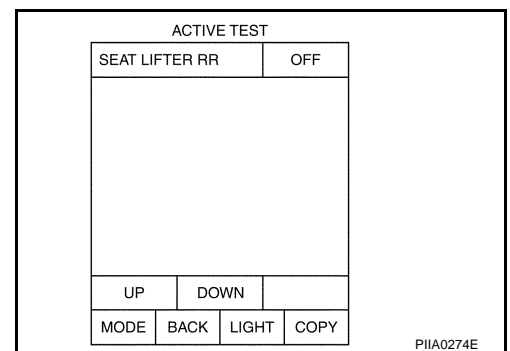 ACTIVE TEST
SEAT LIFTER RR OFF
UP DOWN
MODE BACK LIGHT COPY
PIIA0274E